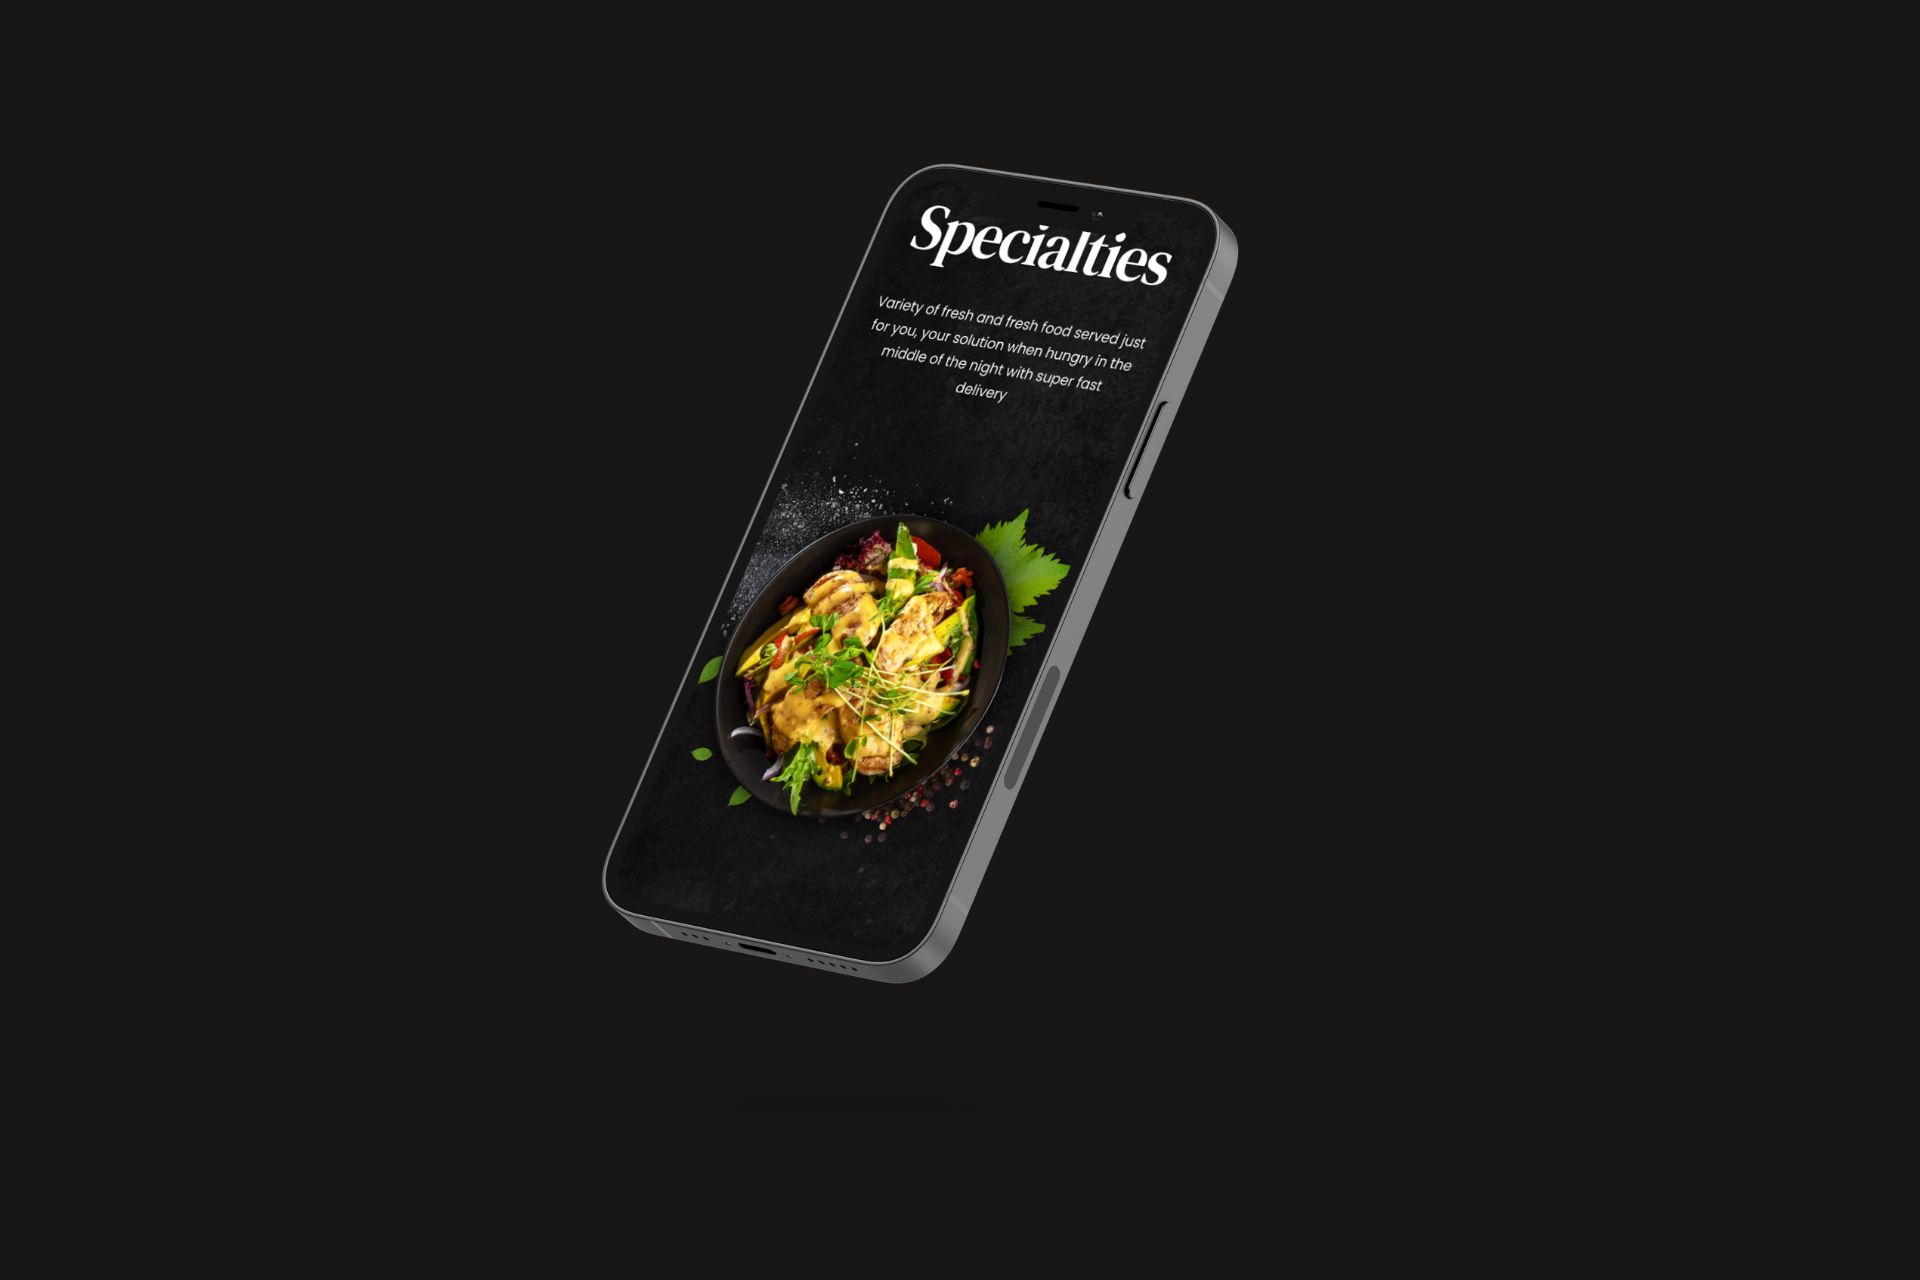 Specialties
Variety of fresh and fresh food served just
for you, your solution when hungry in the
middle of the night with super fast
delivery